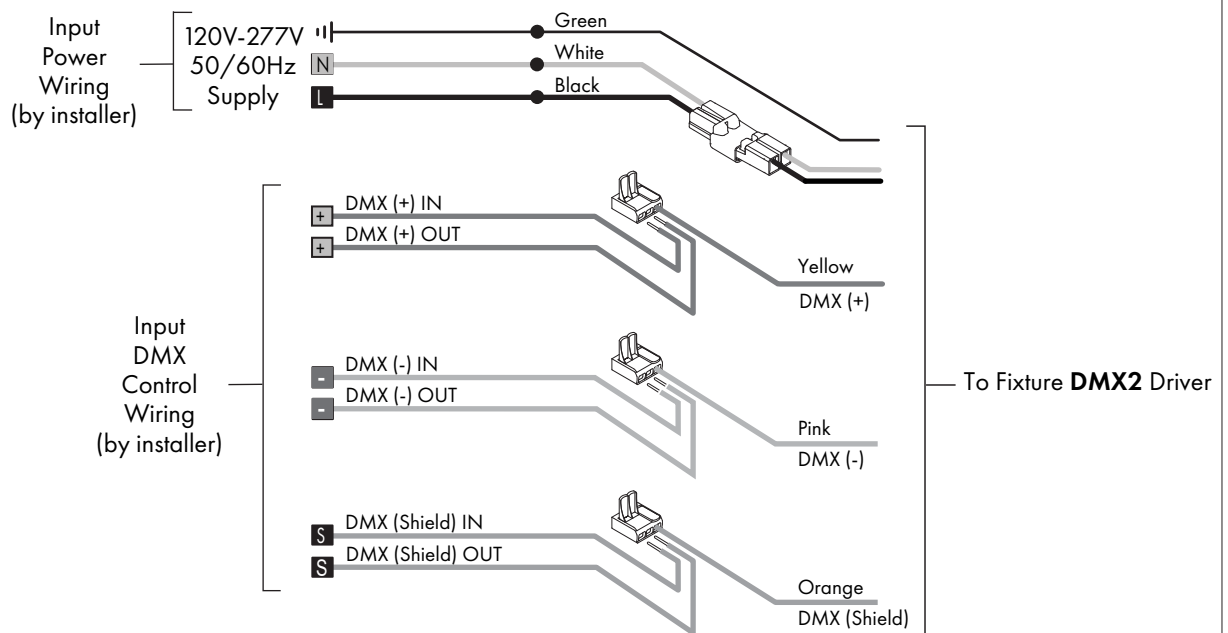 Input
Power
Wiring
(by installer)
120V-277V
50/60Hz
Supply
N
L
Green
White
Black
Input
DMX
Control
Wiring
(by installer)
+ DMX (+) IN
+ DMX (+) OUT
Yellow
DMX (+)
- DMX (-) IN
- DMX (-) OUT
Pink
DMX (-)
S DMX (Shield) IN
S DMX (Shield) OUT
Orange
DMX (Shield)
To Fixture DMX2 Driver